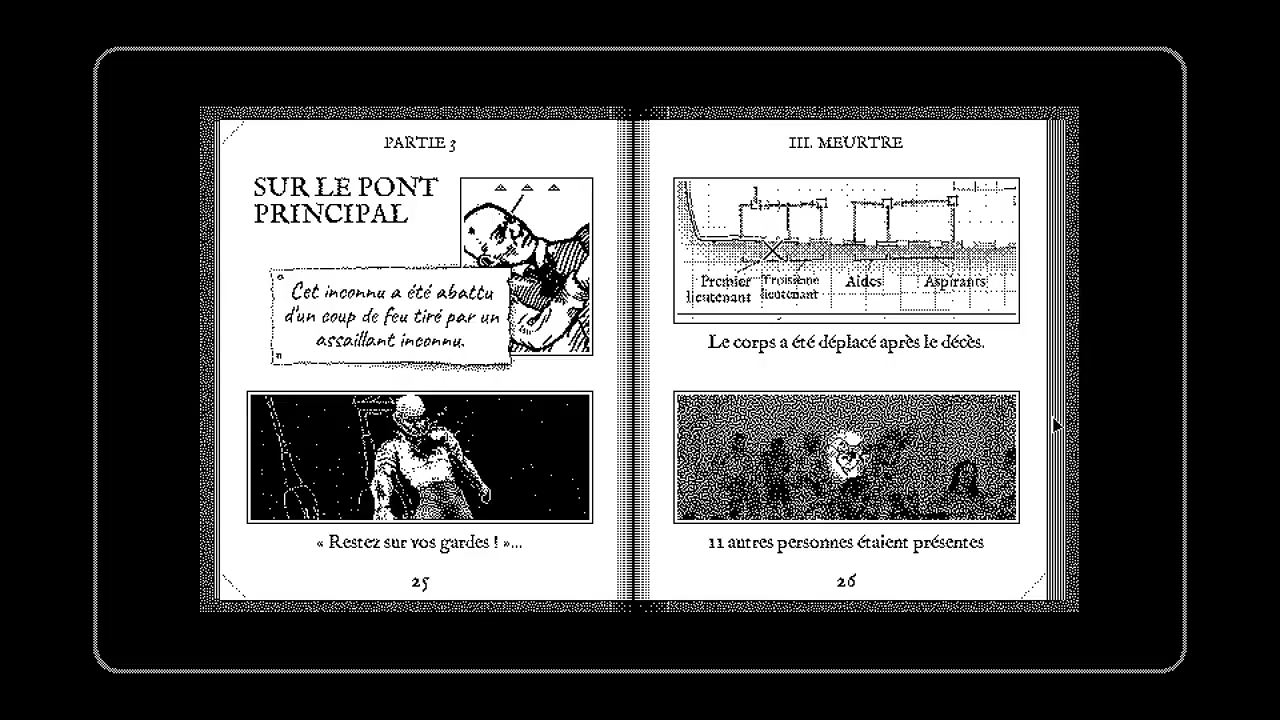 PARTIE 3
SUR LE PONT
PRINCIPAL
Cet inconnu a été abattu
d'un coup de feu tiré par un
assaillant inconnu.
« Restez sur vos gardes ! »...
25
III. MEURTRE
Premier
lieutenant
Troisième
lieutenant
Aides
Aspirants
Le corps a été déplacé après le décès.
11 autres personnes étaient présentes
26